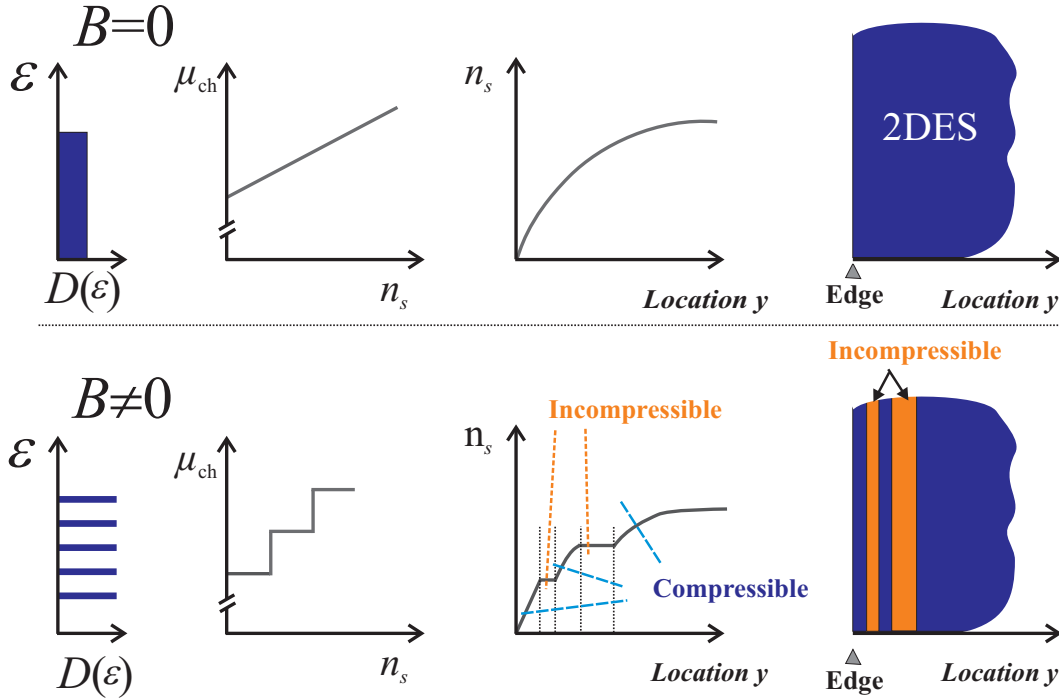 B=0
ε
μch
ns
2DES
D(ε)
ns
Location y
Edge
Location y
Incompressible
B≠0
Incompressible
ε
μch
ns
Compressible
D(ε)
ns
Location y
Edge
Location y